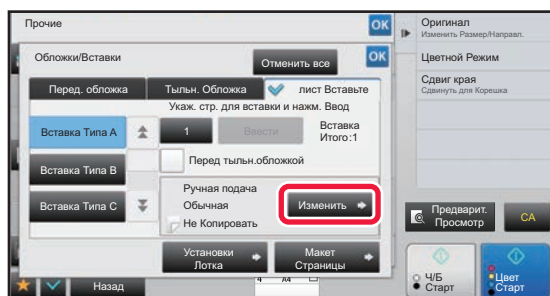 Прочие
OK
Обложки/Вставки
Отменить все
OK
Перед. обложка
Тыльн. Обложка
лист Вставьте
Укаж. стр. для вставки и нажм. Ввод
Вставка Типа A
1
Ввести
Вставка
Итого:1
Перед тыльн.обложкой
Вставка Типа B
Ручная подача
Вставка Типа C
Обычная
Изменить
Не Копировать
Установки
Лотка
Макет
Страницы
Назад
A4
Оригинал
Изменить Размер/Направл.
Цветной Режим
Сдвиг края
Сдвинуть для Корешка
Предварит.
Просмотр
CA
Ч/Б
Старт
Цвет
Старт